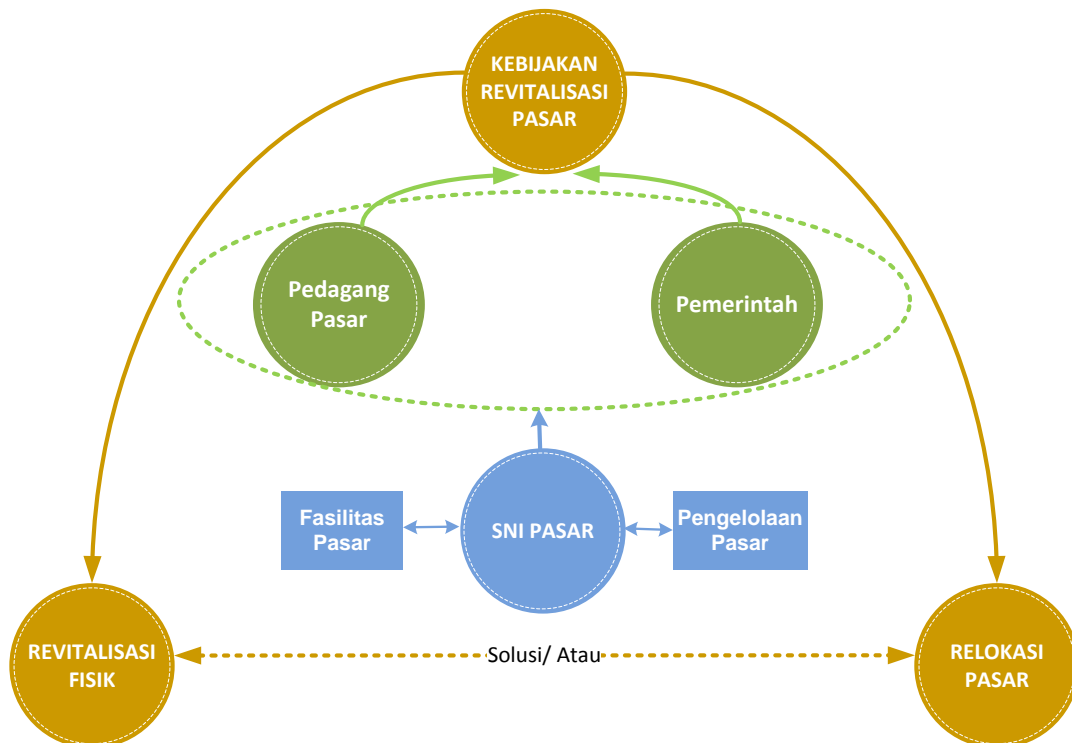 KEBIJAKAN
REVITALISASI
PASAR
Pedagang
Pasar
Pemerintah
Fasilitas
Pasar
SNI PASAR
Pengelolaan
Pasar
REVITALISASI
FISIK
Solusi/ Atau
RELOKASI
PASAR